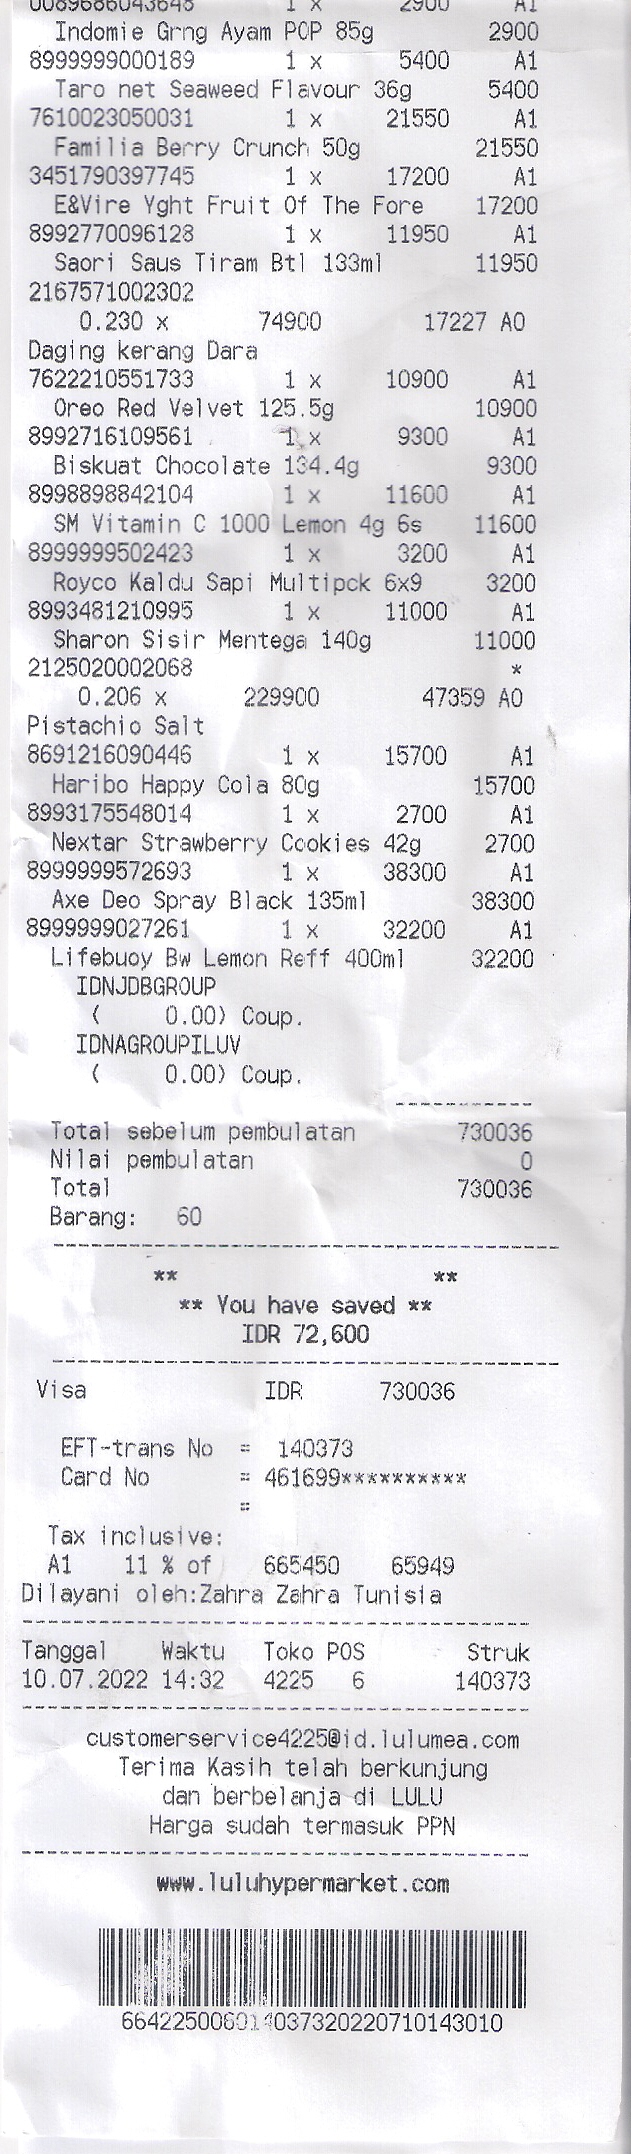 0089686043648 1 x 2900 A1
Indomie Grng Ayam POP 85g 2900
8999999000189 1 x 5400 A1
Taro net Seaweed Flavour 36g 5400
7610023050031 1 x 21550 A1
Familia Berry Crunch 50g 21550
3451790397745 1 x 17200 A1
E&Vire Yght Fruit Of The Fore 17200
8992770096128 1 x 11950 A1
Saori Saus Tiram Btl 133ml 11950
2167571002302
0.230 x 74900 17227 A0
Daging kerang Dara
7622210551733 1 x 10900 A1
Oreo Red Velvet 125.5g 10900
8992716109561 1 x 9300 A1
Biskuat Chocolate 134.4g 9300
8998898842104 1 x 11600 A1
SM Vitamin C 1000 Lemon 4g 6s 11600
8999999502423 1 x 3200 A1
Royco Kaldu Sapi Multipck 6x9 3200
8993481210995 1 x 11000 A1
Sharon Sisir Mentega 140g 11000
2125020002068 *
0.206 x 229900 47359 A0
Pistachio Salt
8691216090446 1 x 15700 A1
Haribo Happy Cola 80g 15700
8993175548014 1 x 2700 A1
Nextar Strawberry Cookies 42g 2700
8999999572693 1 x 38300 A1
Axe Deo Spray Black 135ml 38300
8999999027261 1 x 32200 A1
Lifebuoy Bw Lemon Reff 400ml 32200
IDNJDBGROUP
( 0.00) Coup.
IDNAGROUPILUV
( 0.00) Coup.
Total sebelum pembulatan 730036
Nilai pembulatan 0
Total 730036
Barang: 60
** **
** You have saved **
IDR 72,600
Visa IDR 730036
EFT-trans No = 140373
Card No = 461699**********
=
Tax inclusive:
A1 11 % of 665450 65949
Dilayani oleh:Zahra Zahra Tunisia
Tanggal Waktu Toko POS Struk
10.07.2022 14:32 4225 6 140373
customerservice4225@id.lulumea.com
Terima Kasih telah berkunjung
dan berbelanja di LULU
Harga sudah termasuk PPN
www.luluhypermarket.com